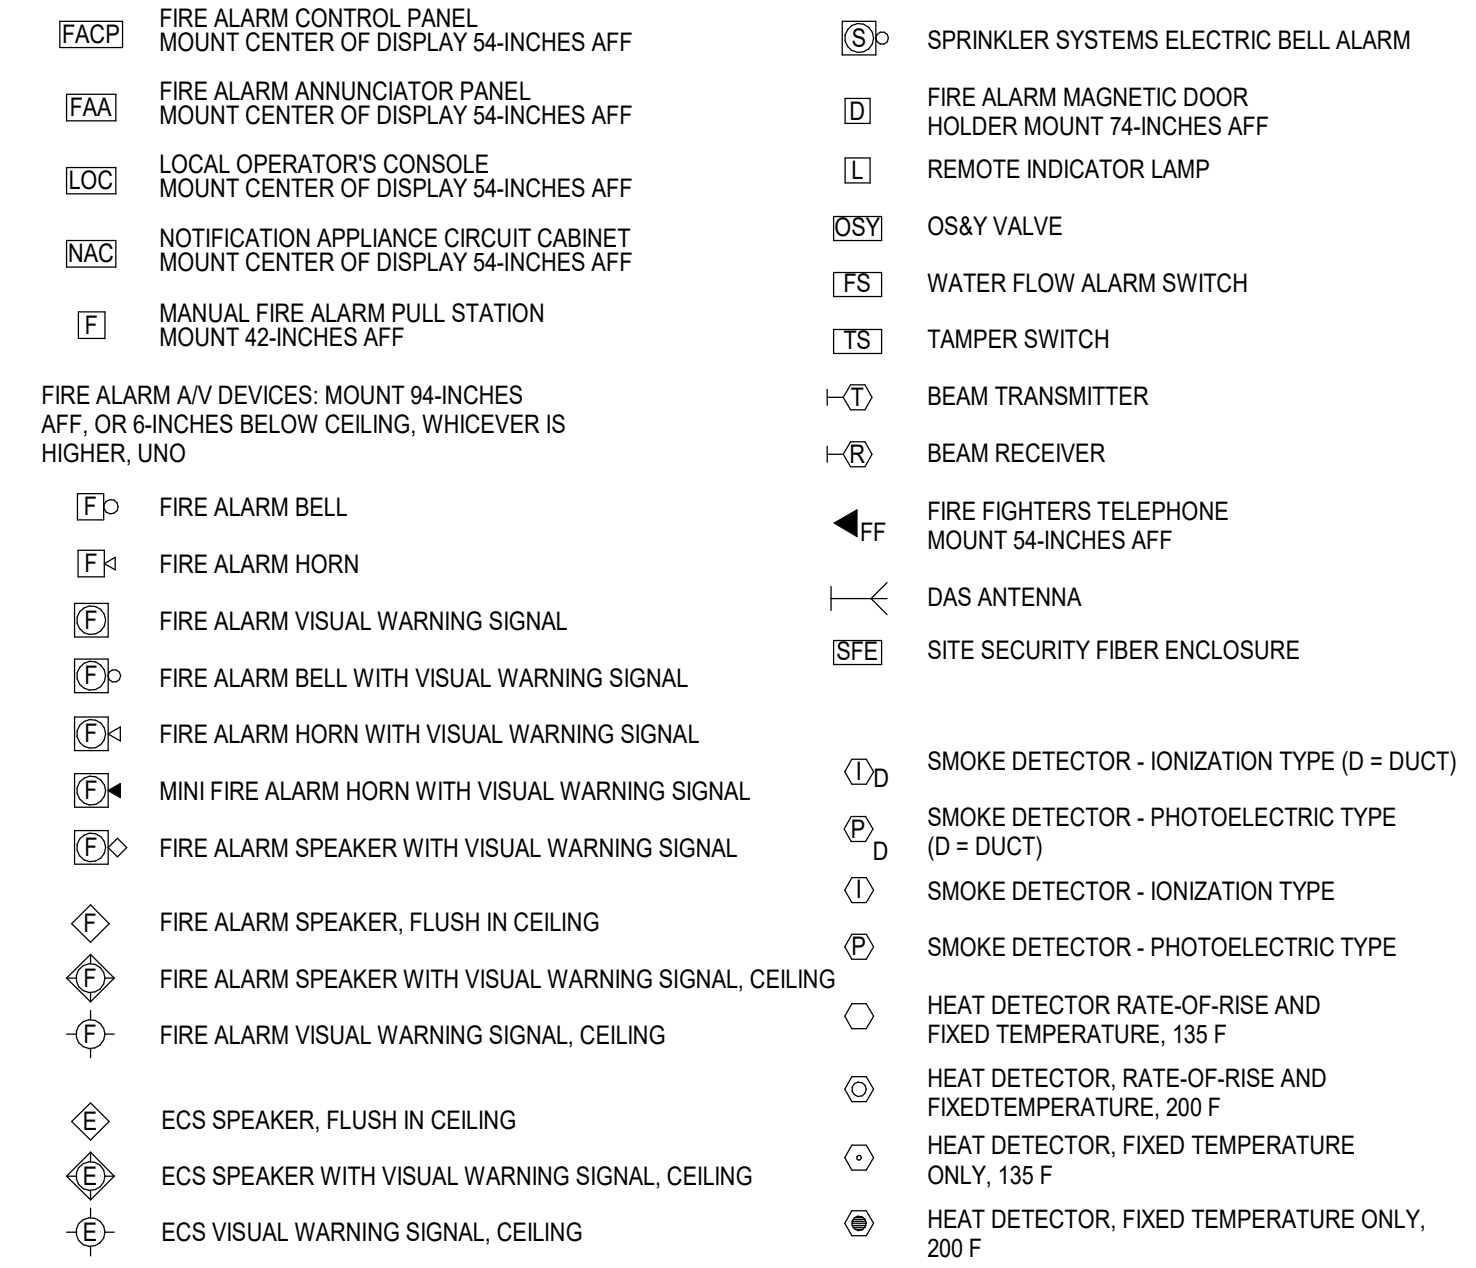 FACP FIRE ALARM CONTROL PANEL
MOUNT CENTER OF DISPLAY 54-INCHES AFF
FAA FIRE ALARM ANNUNCIATOR PANEL
MOUNT CENTER OF DISPLAY 54-INCHES AFF
LOC LOCAL OPERATOR'S CONSOLE
MOUNT CENTER OF DISPLAY 54-INCHES AFF
NAC NOTIFICATION APPLIANCE CIRCUIT CABINET
MOUNT CENTER OF DISPLAY 54-INCHES AFF
F MANUAL FIRE ALARM PULL STATION
MOUNT 42-INCHES AFF
FIRE ALARM A/V DEVICES: MOUNT 94-INCHES
AFF, OR 6-INCHES BELOW CEILING, WHICEVER IS
HIGHER, UNO
F FIRE ALARM BELL
F FIRE ALARM HORN
F FIRE ALARM VISUAL WARNING SIGNAL
F FIRE ALARM BELL WITH VISUAL WARNING SIGNAL
F FIRE ALARM HORN WITH VISUAL WARNING SIGNAL
F MINI FIRE ALARM HORN WITH VISUAL WARNING SIGNAL
F FIRE ALARM SPEAKER WITH VISUAL WARNING SIGNAL
F FIRE ALARM SPEAKER, FLUSH IN CEILING
F FIRE ALARM SPEAKER WITH VISUAL WARNING SIGNAL, CEILING
F FIRE ALARM VISUAL WARNING SIGNAL, CEILING
E ECS SPEAKER, FLUSH IN CEILING
E ECS SPEAKER WITH VISUAL WARNING SIGNAL, CEILING
E ECS VISUAL WARNING SIGNAL, CEILING
S SPRINKLER SYSTEMS ELECTRIC BELL ALARM
D FIRE ALARM MAGNETIC DOOR
HOLDER MOUNT 74-INCHES AFF
L REMOTE INDICATOR LAMP
OSY OS&Y VALVE
FS WATER FLOW ALARM SWITCH
TS TAMPER SWITCH
T BEAM TRANSMITTER
R BEAM RECEIVER
FF FIRE FIGHTERS TELEPHONE
MOUNT 54-INCHES AFF
DAS ANTENNA
SFE SITE SECURITY FIBER ENCLOSURE
I D SMOKE DETECTOR - IONIZATION TYPE (D = DUCT)
P D SMOKE DETECTOR - PHOTOELECTRIC TYPE
(D = DUCT)
I SMOKE DETECTOR - IONIZATION TYPE
P SMOKE DETECTOR - PHOTOELECTRIC TYPE
HEAT DETECTOR RATE-OF-RISE AND
FIXED TEMPERATURE, 135 F
HEAT DETECTOR, RATE-OF-RISE AND
FIXEDTEMPERATURE, 200 F
HEAT DETECTOR, FIXED TEMPERATURE
ONLY, 135 F
HEAT DETECTOR, FIXED TEMPERATURE ONLY,
200 F